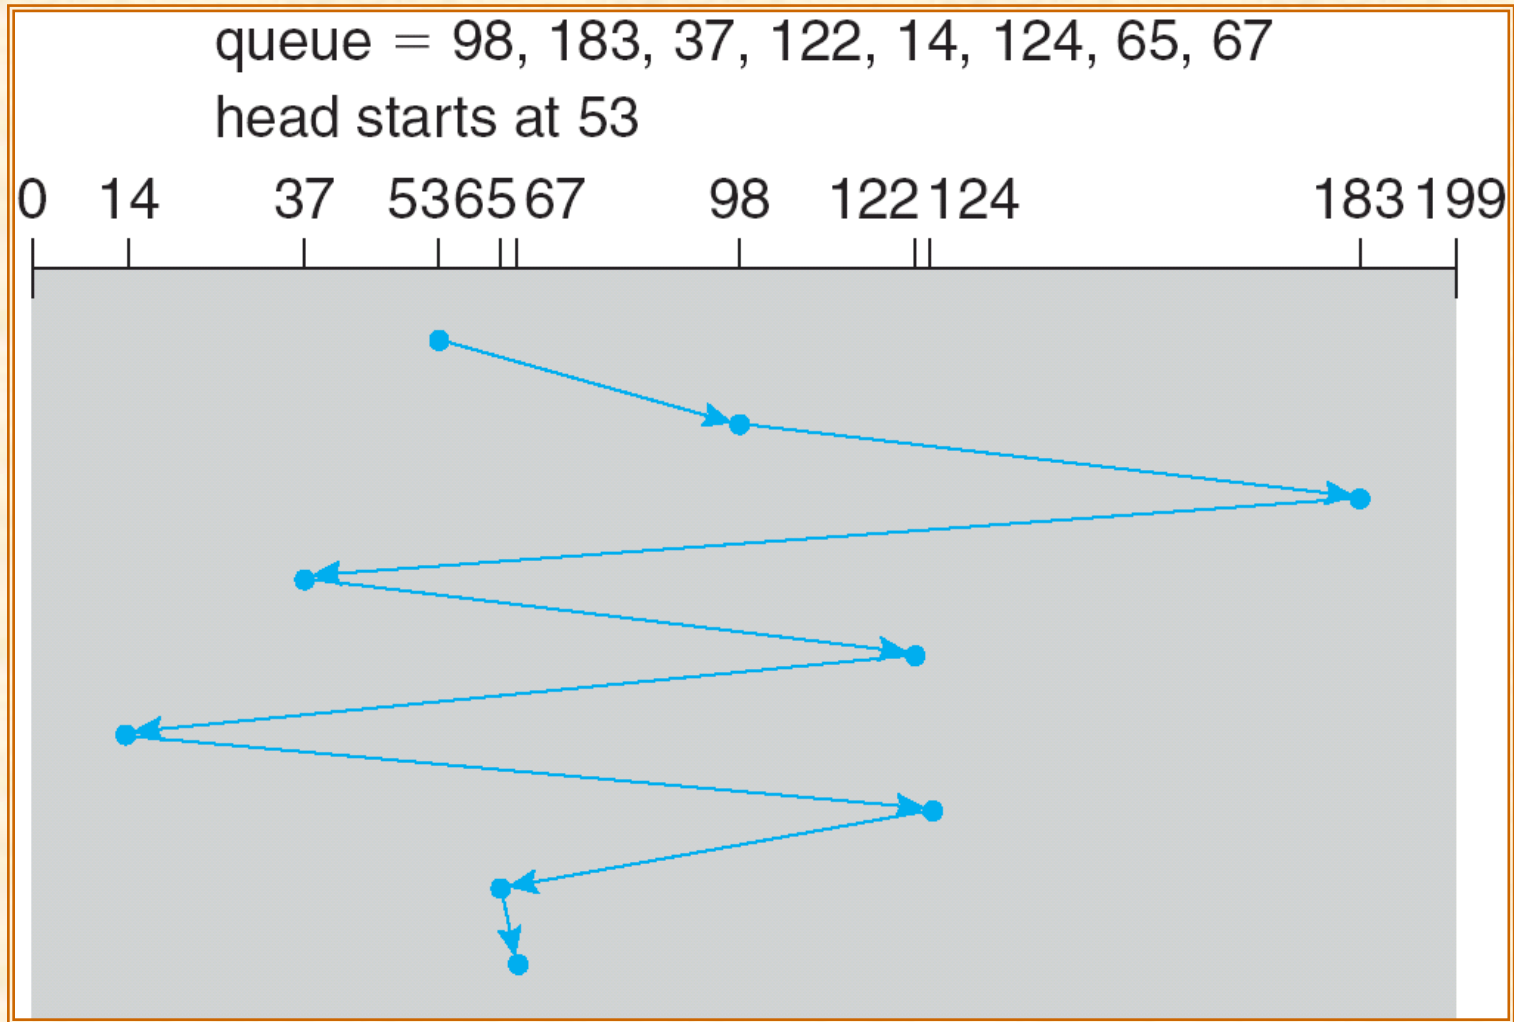 queue = 98, 183, 37, 122, 14, 124, 65, 67
head starts at 53
0 14 37 53 65 67 98 122 124 183 199